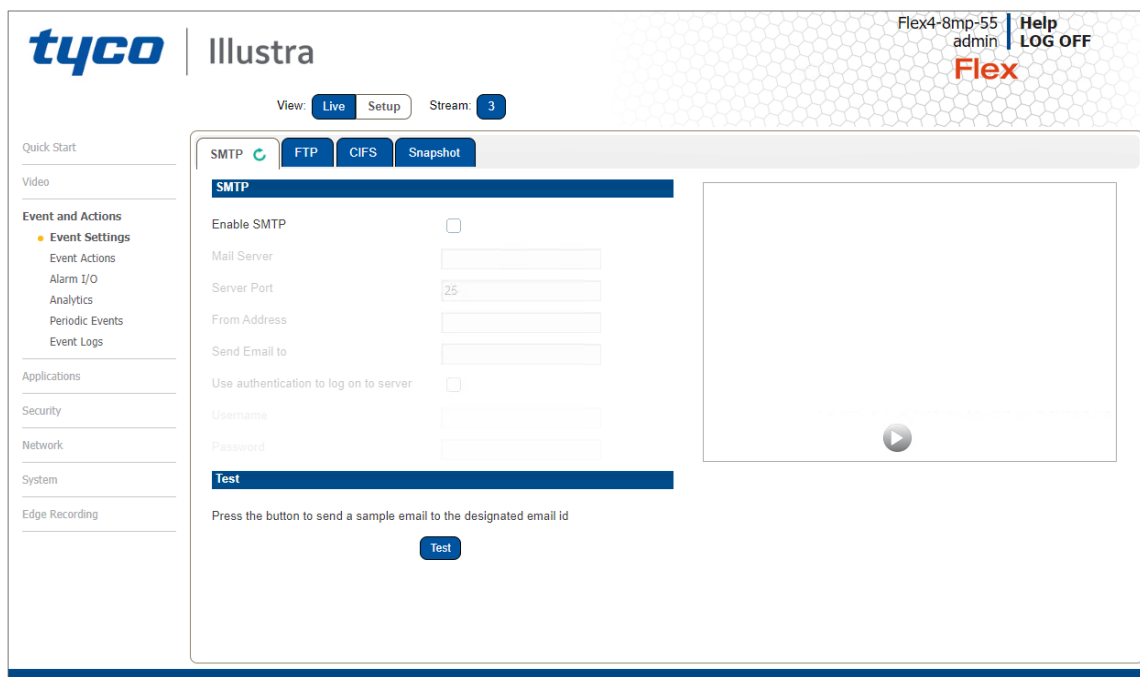 tyco Illustra
Flex4-8mp-55 Help
admin LOG OFF
Flex
View: Live Setup Stream: 3
Quick Start
Video
Event and Actions
Event Settings
Event Actions
Alarm I/O
Analytics
Periodic Events
Event Logs
Applications
Security
Network
System
Edge Recording
SMTP FTP CIFS Snapshot
SMTP
Enable SMTP
Mail Server
Server Port 25
From Address
Send Email to
Use authentication to log on to server
Username
Password
Test
Press the button to send a sample email to the designated email id
Test